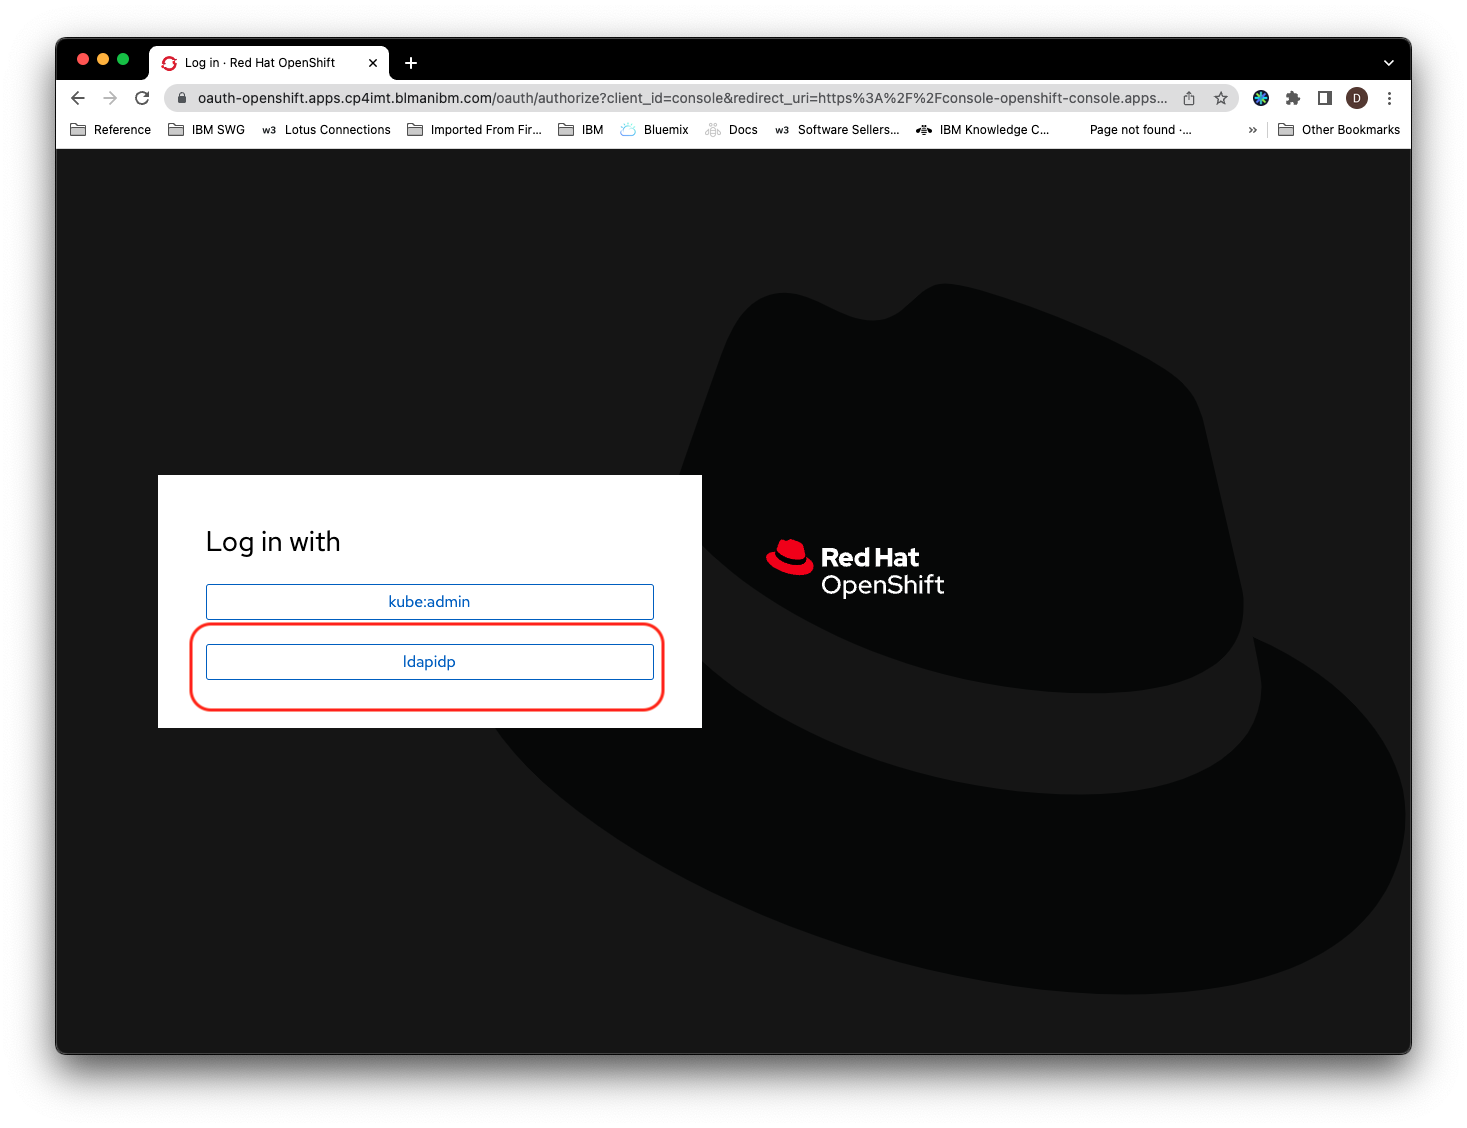 Log in · Red Hat OpenShift
oauth-openshift.apps.cp4imt.blmanibm.com/oauth/authorize?client_id=console&redirect_uri=https%3A%2F%2Fconsole-openshift-console.apps...
D
Reference IBM SWG w3 Lotus Connections Imported From Fir... IBM Bluemix Docs w3 Software Sellers... IBM Knowledge C... Page not found ·... » Other Bookmarks
Log in with
kube:admin
ldapidp
Red Hat
OpenShift